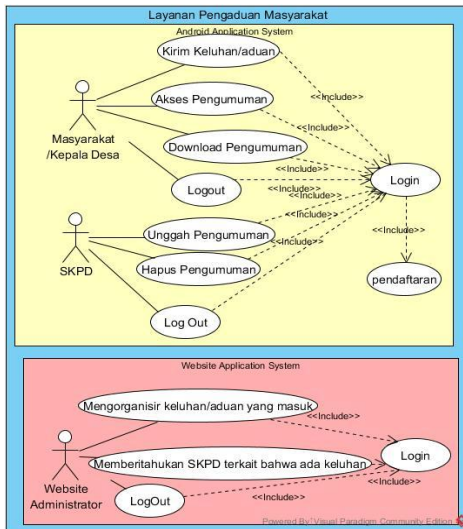 Layanan Pengaduan Masyarakat
Android Application System
Kirim Keluhan/aduan
<<Include>>
Akses Pengumuman
<<Include>>
Masyarakat
/Kepala Desa
Download Pengumuman
<<Include>>
Login
Logout
<<Include>>
<<Include>>
Unggah Pengumuman
<<Include>>
<<Include>>
SKPD
Hapus Pengumuman
<<Include>>
pendaftaran
Log Out
Website Application System
Mengorganisir keluhan/aduan yang masuk
<<Include>>
Memberitahukan SKPD terkait bahwa ada keluhan
<<Include>>
Login
Website
Administrator
LogOut
<<Include>>
Powered By Visual Paradigm Community Edition